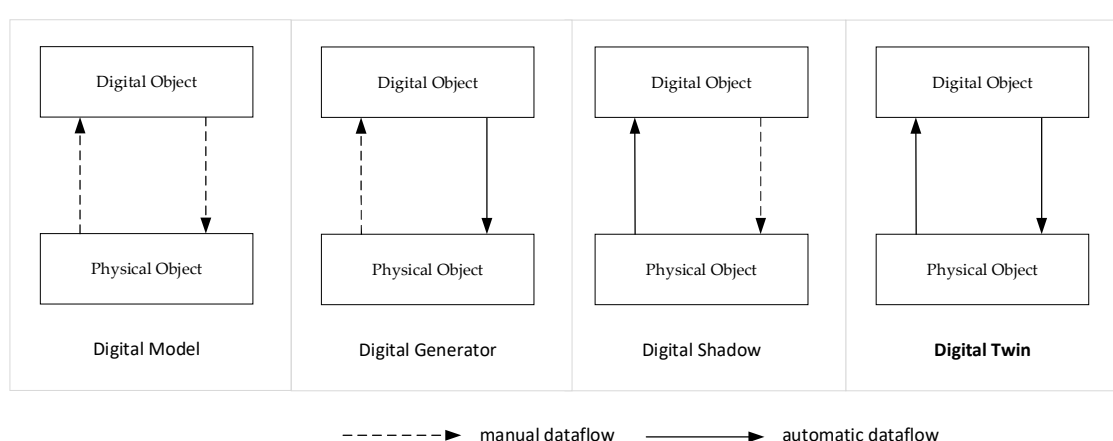 Digital Object
Physical Object
Digital Model
Digital Object
Physical Object
Digital Generator
Digital Object
Physical Object
Digital Shadow
Digital Object
Physical Object
Digital Twin
manual dataflow
automatic dataflow